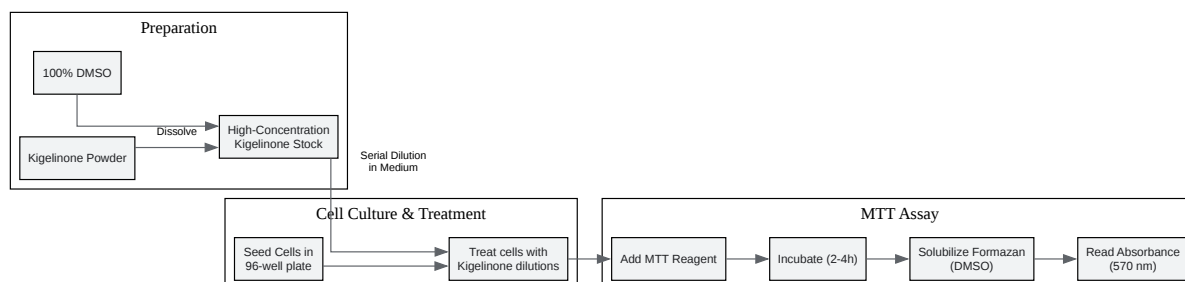 Preparation
100% DMSO
Dissolve
High-Concentration
Kigelinone Stock
Kigelinone Powder
Serial Dilution
in Medium
Cell Culture & Treatment
Seed Cells in
96-well plate
Treat cells with
Kigelinone dilutions
MTT Assay
Add MTT Reagent
Incubate (2-4h)
Solubilize Formazan
(DMSO)
Read Absorbance
(570 nm)